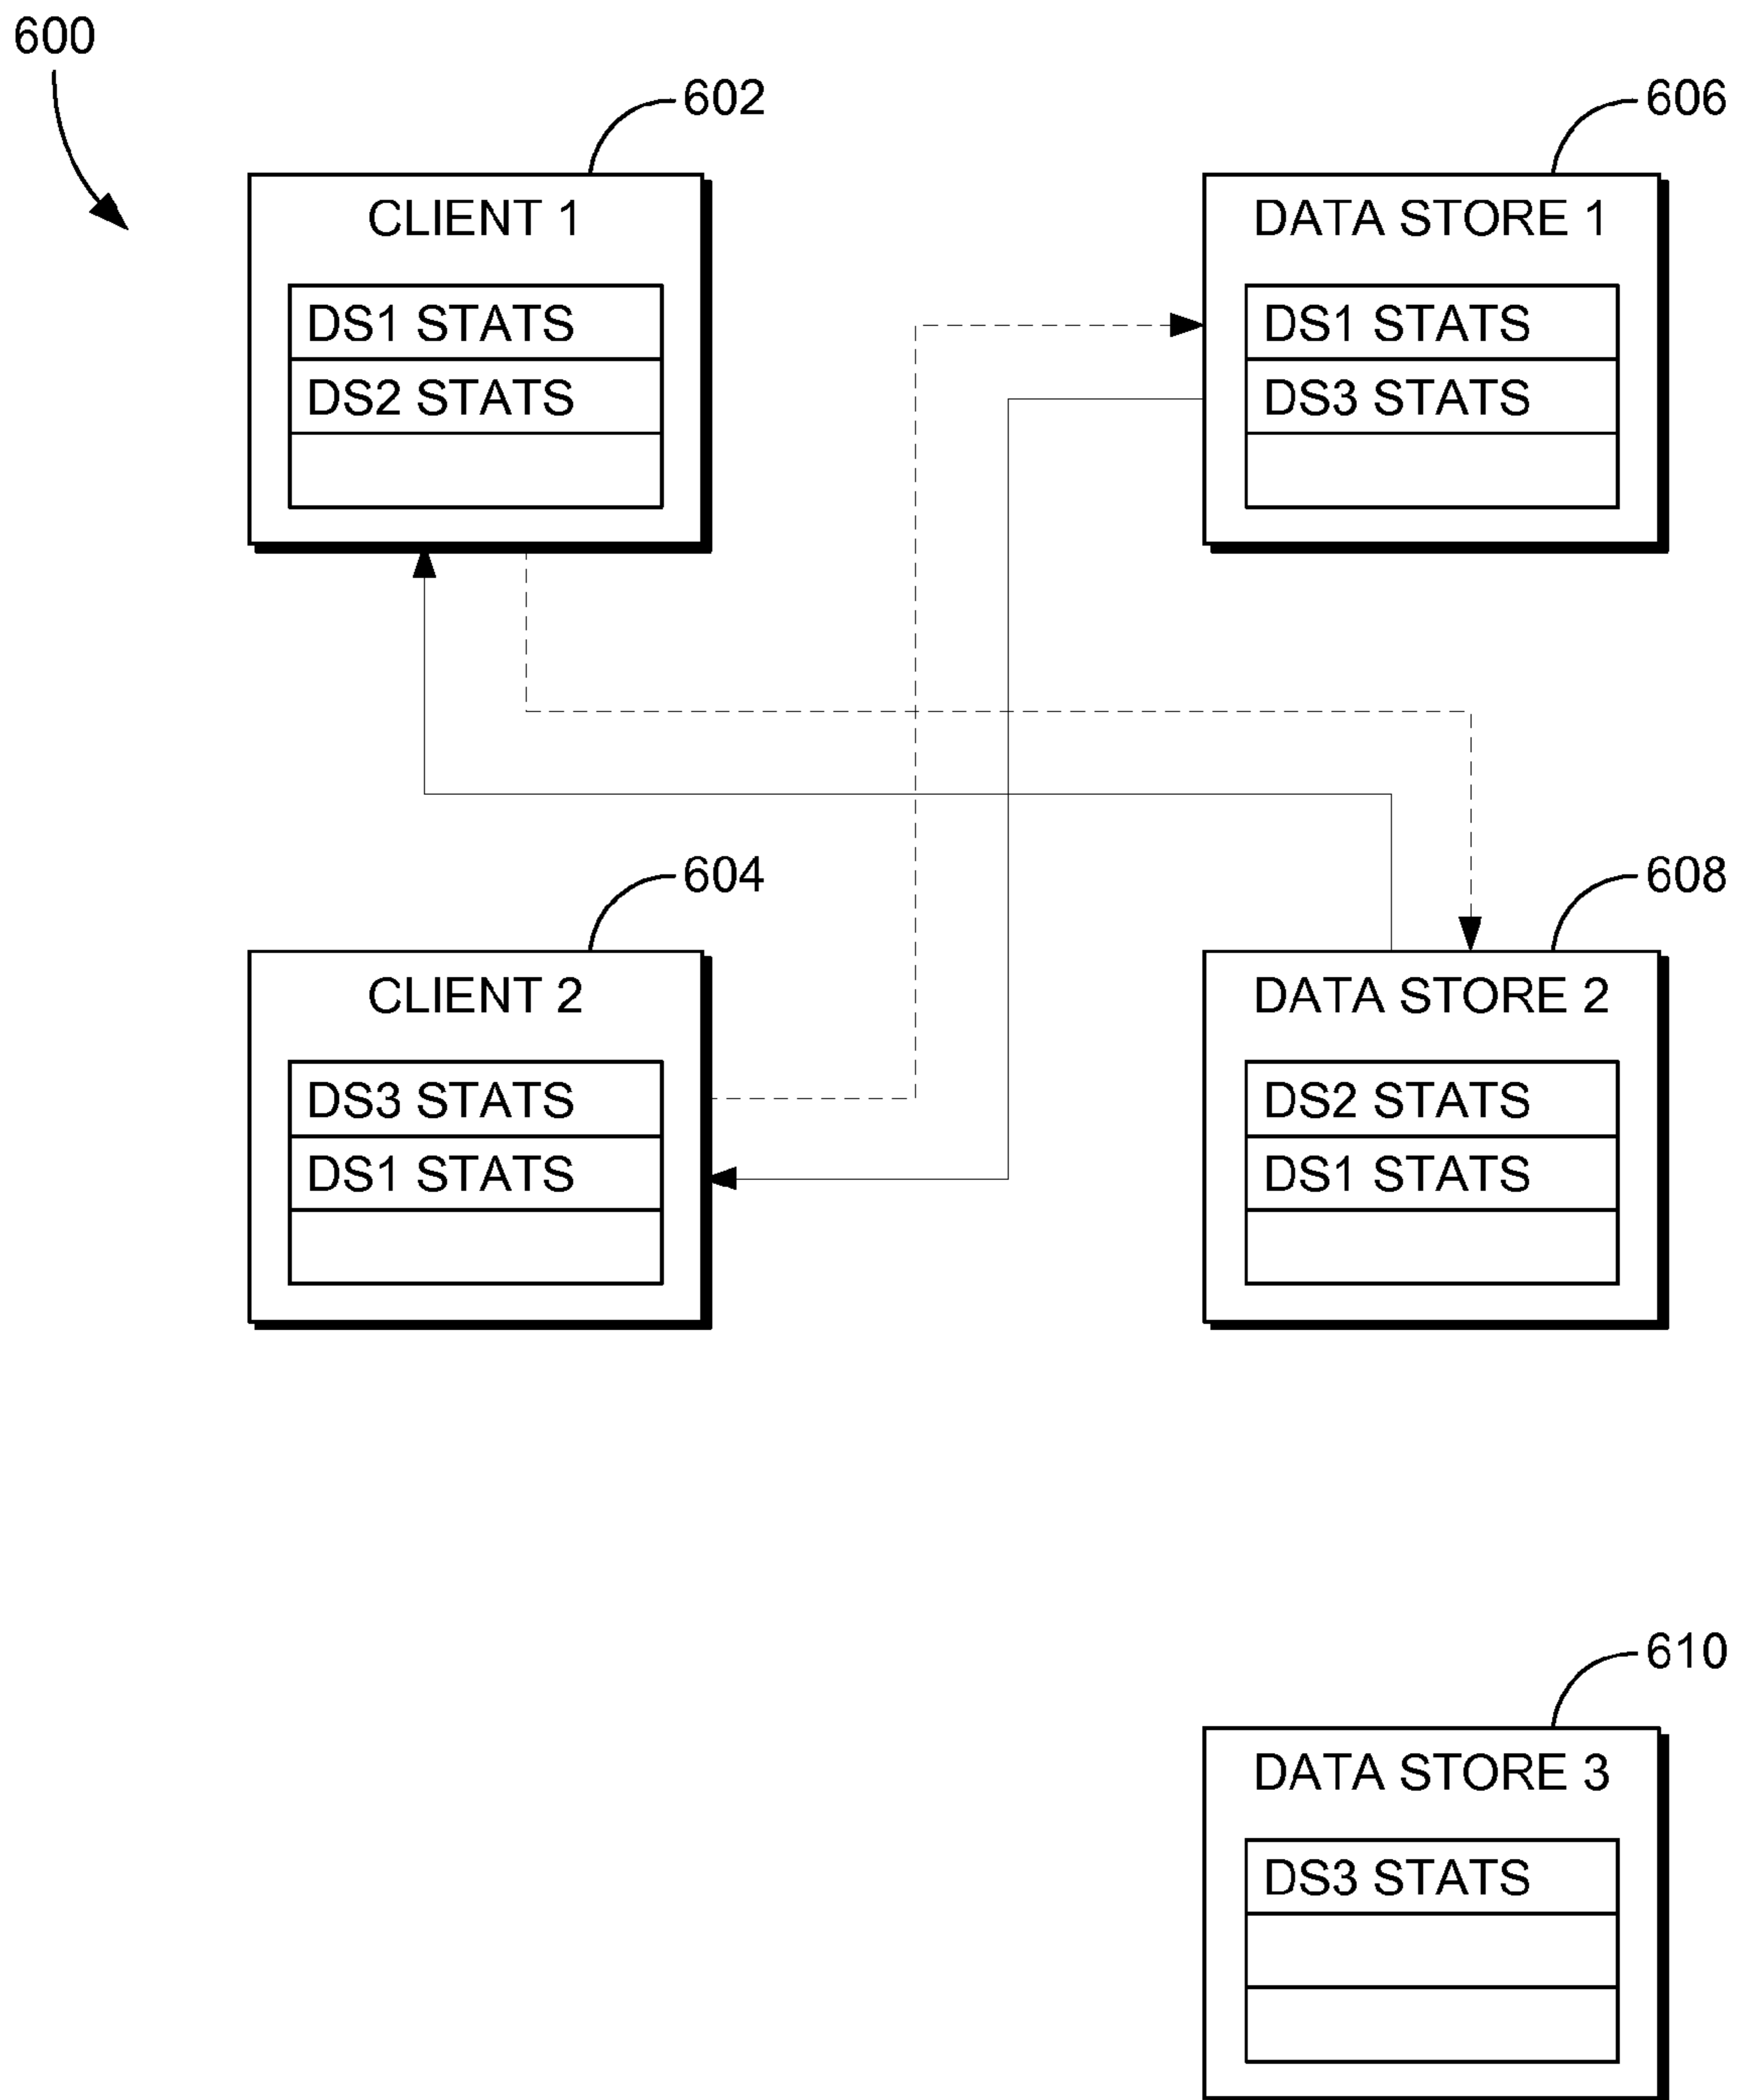 600
602
606
CLIENT 1
DATA STORE 1
DS1 STATS
DS1 STATS
DS2 STATS
DS3 STATS
604
608
CLIENT 2
DATA STORE 2
DS3 STATS
DS2 STATS
DS1 STATS
DS1 STATS
610
DATA STORE 3
DS3 STATS